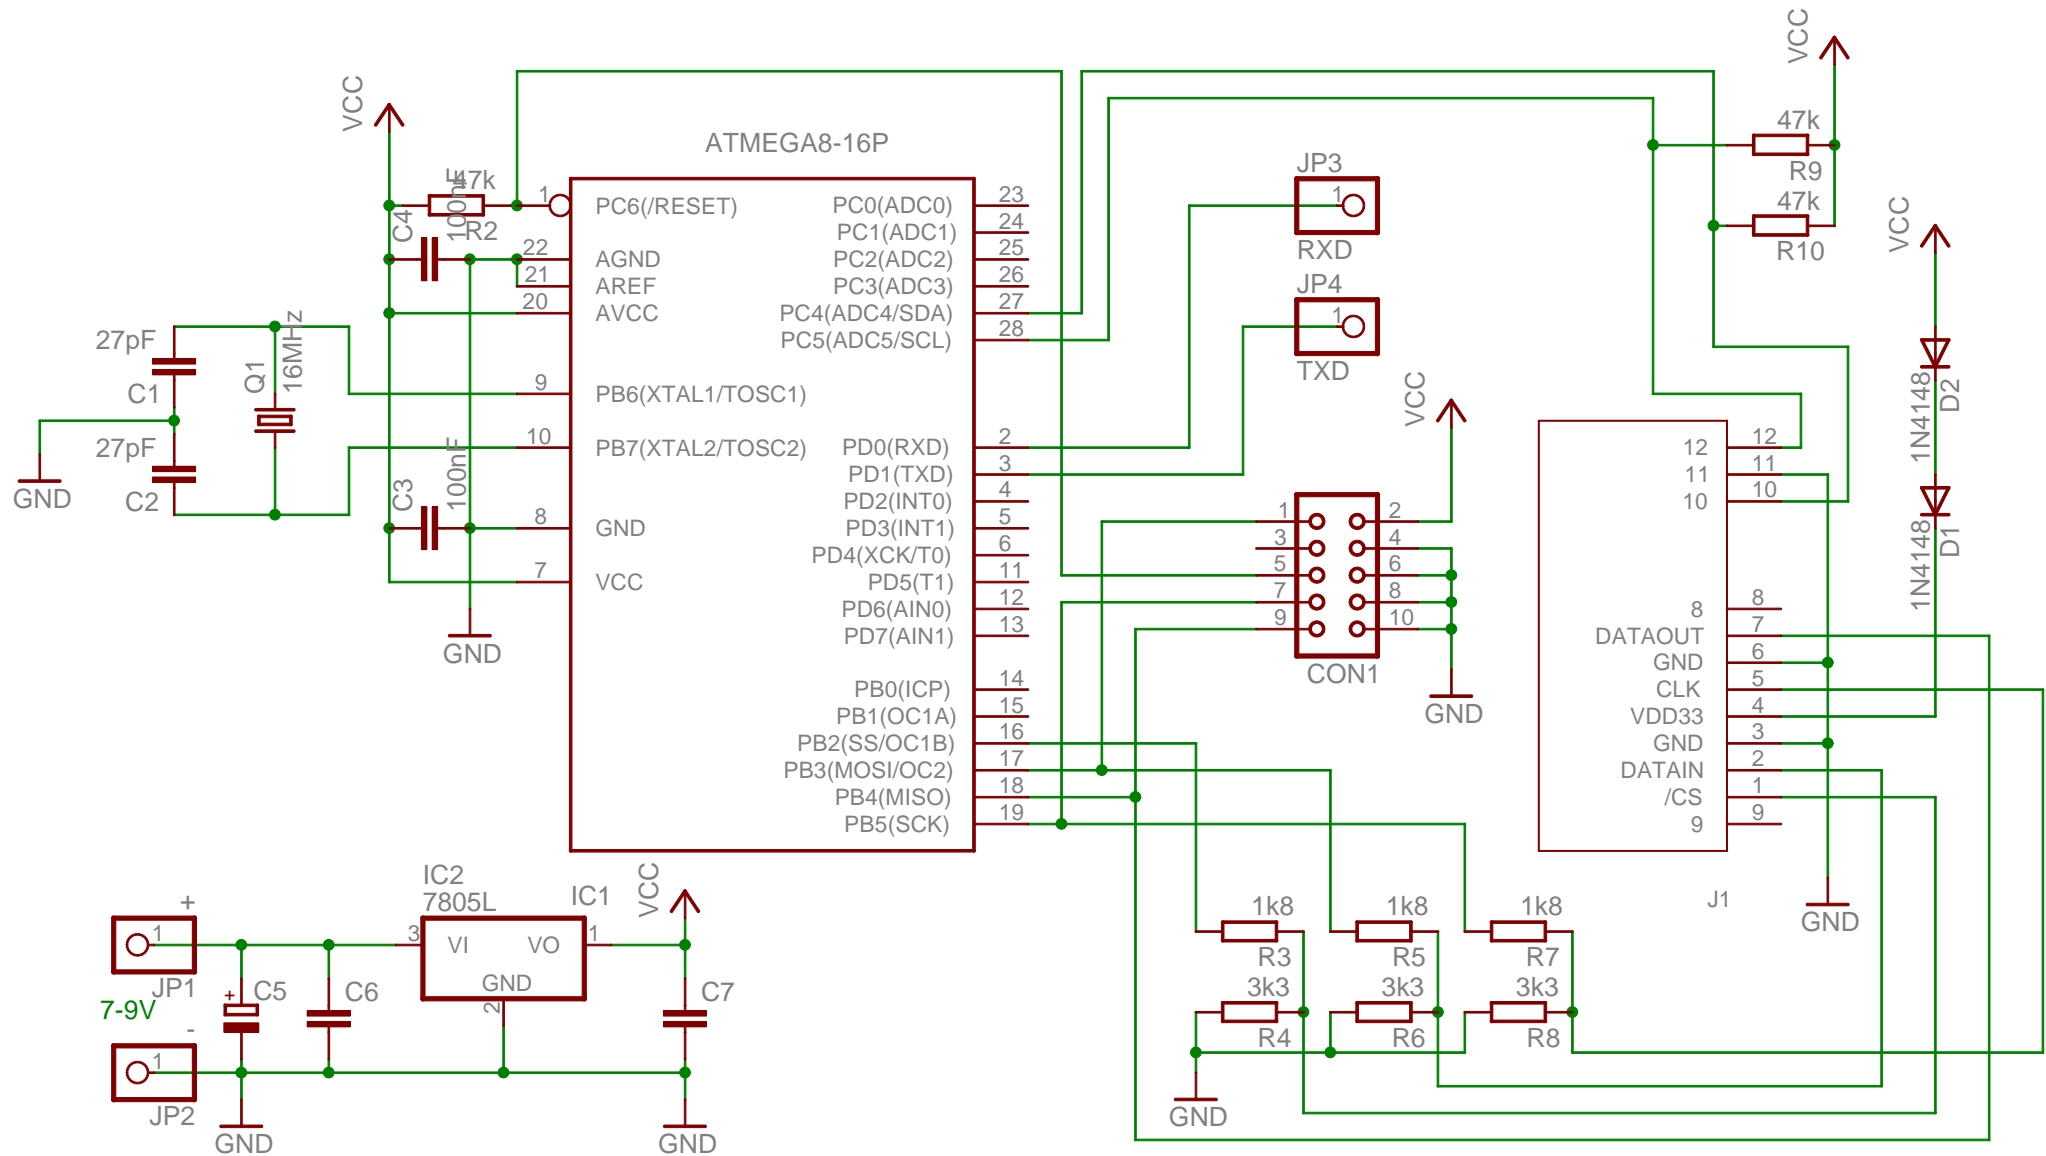 VCC
ATMEGA8-16P
47k
100nF
C4
R2
1 PC6(/RESET)
22 AGND
21 AREF
20 AVCC
9 PB6(XTAL1/TOSC1)
10 PB7(XTAL2/TOSC2)
8 GND
7 VCC
PC0(ADC0) 23
PC1(ADC1) 24
PC2(ADC2) 25
PC3(ADC3) 26
PC4(ADC4/SDA) 27
PC5(ADC5/SCL) 28
PD0(RXD) 2
PD1(TXD) 3
PD2(INT0) 4
PD3(INT1) 5
PD4(XCK/T0) 6
PD5(T1) 11
PD6(AIN0) 12
PD7(AIN1) 13
PB0(ICP) 14
PB1(OC1A) 15
PB2(SS/OC1B) 16
PB3(MOSI/OC2) 17
PB4(MISO) 18
PB5(SCK) 19
27pF
C1
27pF
C2
Q1
16MHz
GND
C3
100nF
GND
JP3
1
RXD
JP4
1
TXD
VCC
1 2
3 4
5 6
7 8
9 10
CON1
GND
VCC
47k
R9
47k
R10
VCC
1N4148
D2
1N4148
D1
12 12
11 11
10 10
8 8
DATAOUT 7
GND 6
CLK 5
VDD33 4
GND 3
DATAIN 2
/CS 1
9 9
J1
GND
1k8
R3
3k3
R4
1k8
R5
3k3
R6
1k8
R7
3k3
R8
GND
+
1
JP1
7-9V
-
1
JP2
+
C5
C6
GND
IC2
7805L
IC1
3 VI VO 1
GND
2
VCC
C7
GND